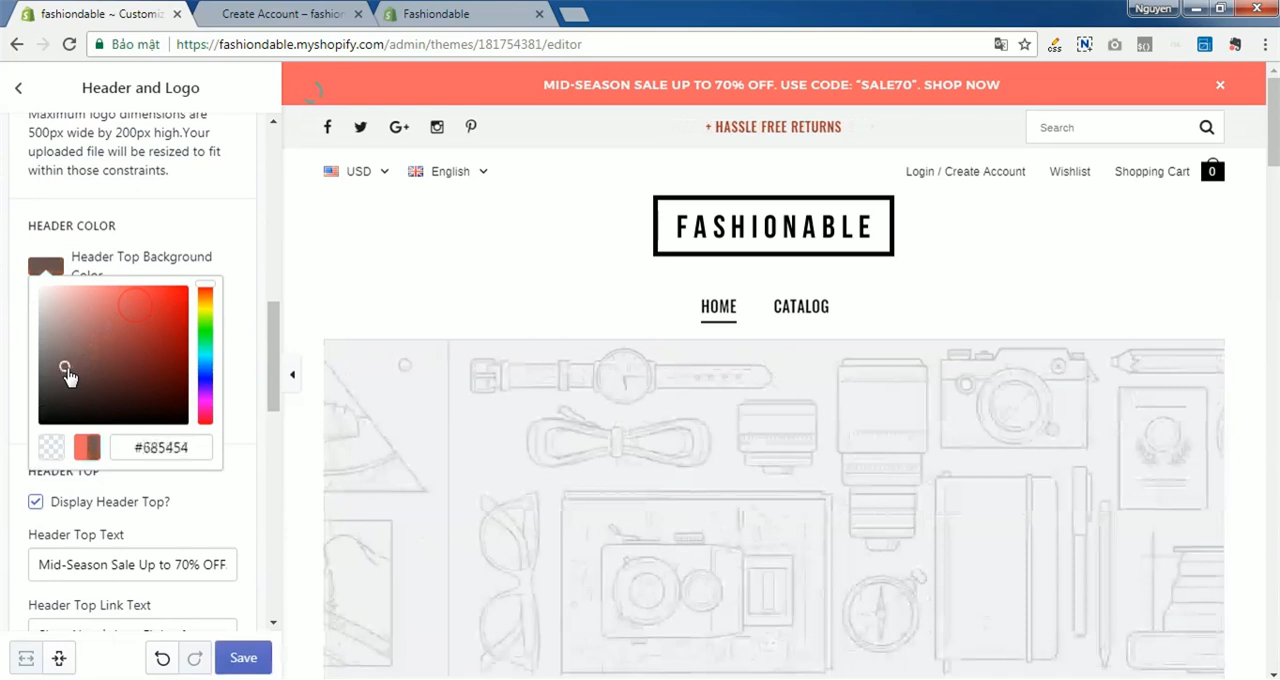 fashiondable ~ Customiz
Create Account – fashion
Fashiondable
Nguyen
Bảo mật
https://fashiondable.myshopify.com/admin/themes/181754381/editor
Header and Logo
Maximum logo dimensions are
500px wide by 200px high.Your
uploaded file will be resized to fit
within those constraints.
HEADER COLOR
Header Top Background
Color
#685454
HEADER TOP
Display Header Top?
Header Top Text
Mid-Season Sale Up to 70% OFF.
Header Top Link Text
Save
MID-SEASON SALE UP TO 70% OFF. USE CODE: “SALE70”. SHOP NOW
+ HASSLE FREE RETURNS
Search
USD
English
Login / Create Account
Wishlist
Shopping Cart
0
FASHIONABLE
HOME
CATALOG